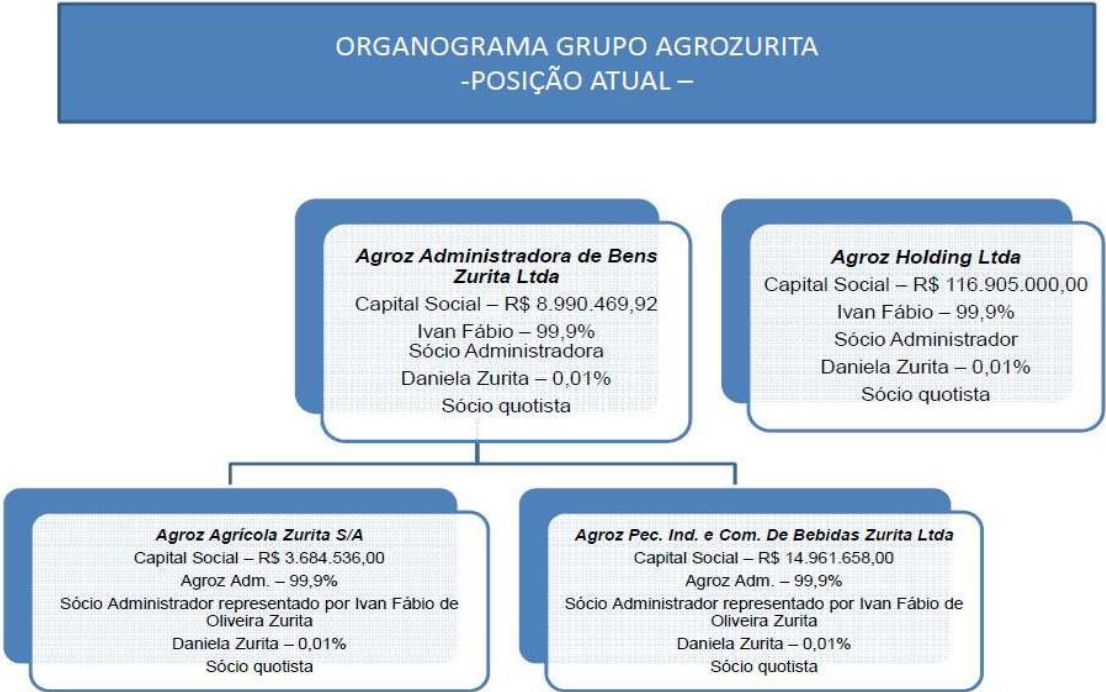 ORGANOGRAMA GRUPO AGROZURITA
-POSIÇÃO ATUAL –
Agroz Administradora de Bens
Zurita Ltda
Capital Social – R$ 8.990.469,92
Ivan Fábio – 99,9%
Sócio Administradora
Daniela Zurita – 0,01%
Sócio quotista
Agroz Holding Ltda
Capital Social – R$ 116.905.000,00
Ivan Fábio – 99,9%
Sócio Administrador
Daniela Zurita – 0,01%
Sócio quotista
Agroz Agrícola Zurita S/A
Capital Social – R$ 3.684.536,00
Agroz Adm. – 99,9%
Sócio Administrador representado por Ivan Fábio de
Oliveira Zurita
Daniela Zurita – 0,01%
Sócio quotista
Agroz Pec. Ind. e Com. De Bebidas Zurita Ltda
Capital Social – R$ 14.961.658,00
Agroz Adm. – 99,9%
Sócio Administrador representado por Ivan Fábio de
Oliveira Zurita
Daniela Zurita – 0,01%
Sócio quotista